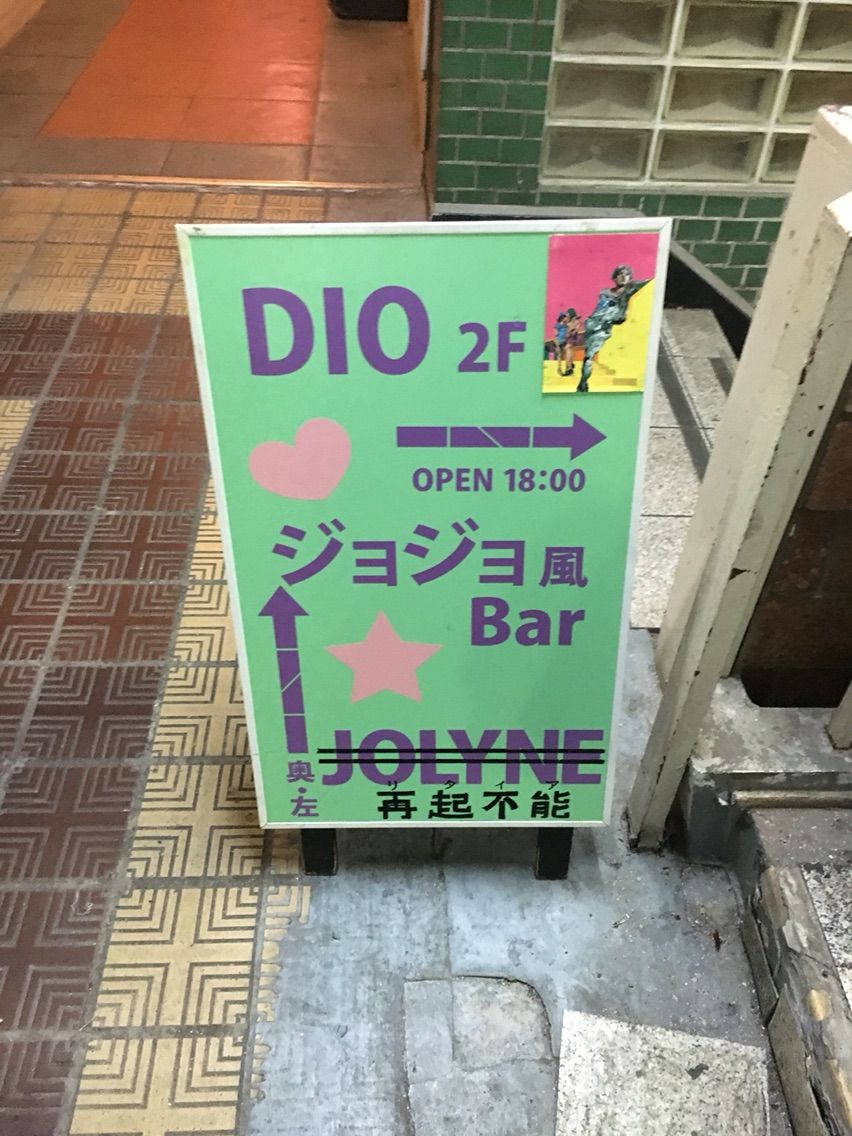 DIO 2F
OPEN 18:00
ジョジョ風
Bar
JOLYNE
奥・左
リタイア
再起不能